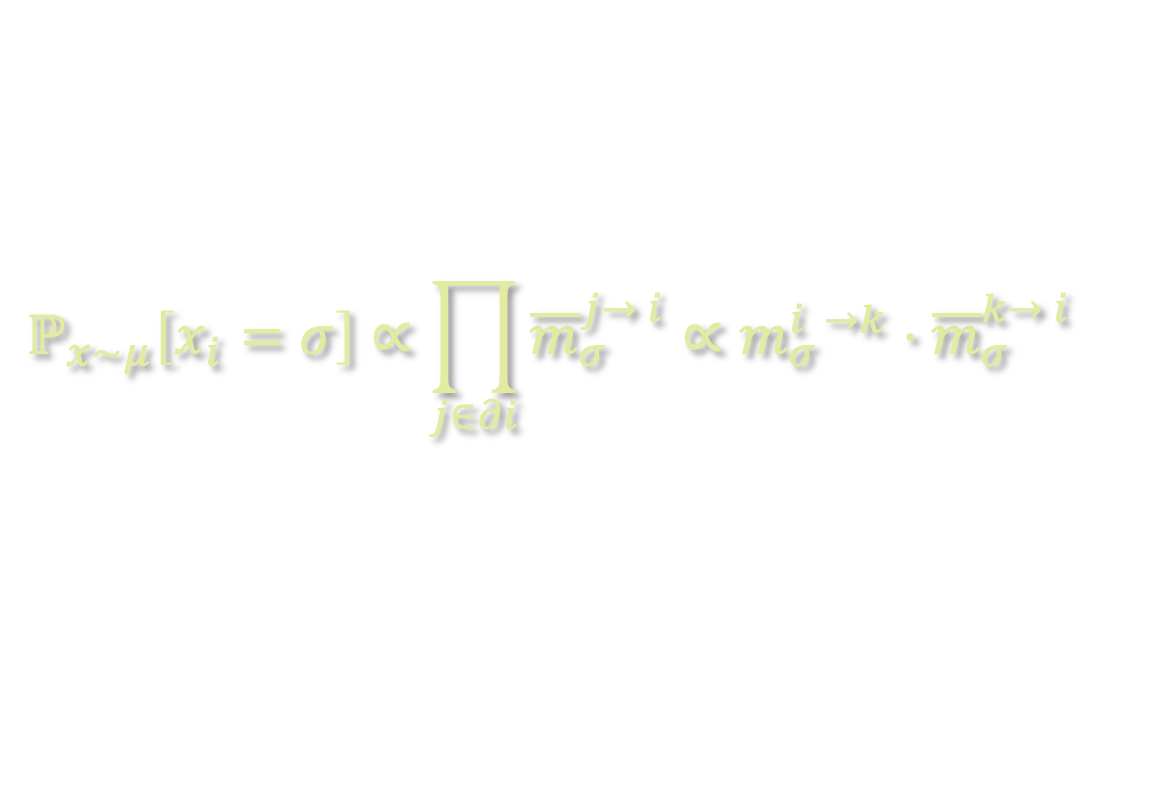 ℙ_{x~μ}[x_i = σ] ∝ ∏_{j∈∂i} \overline{m}_σ^{j→i} ∝ m_σ^{i→k} · \overline{m}_σ^{k→i}